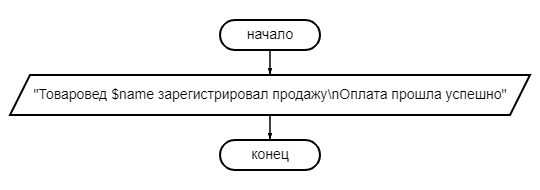 начало
"Товаровед $name зарегистрировал продажу\nОплата прошла успешно"
конец